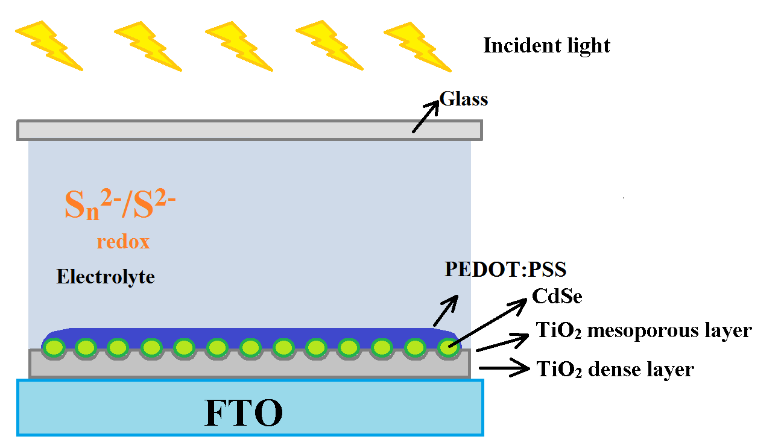 Incident light
Glass
Sₙ²⁻/S²⁻
redox
Electrolyte
PEDOT:PSS
CdSe
TiO₂ mesoporous layer
TiO₂ dense layer
FTO